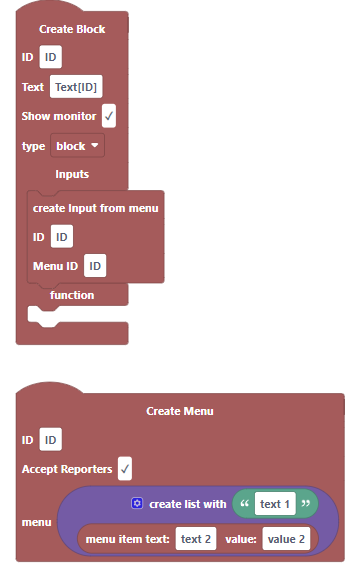 Create Block
ID ID
Text Text[ID]
Show monitor ✓
type block
Inputs
create Input from menu
ID ID
Menu ID ID
function
Create Menu
ID ID
Accept Reporters ✓
create list with “ text 1 ”
menu
menu item text: text 2 value: value 2